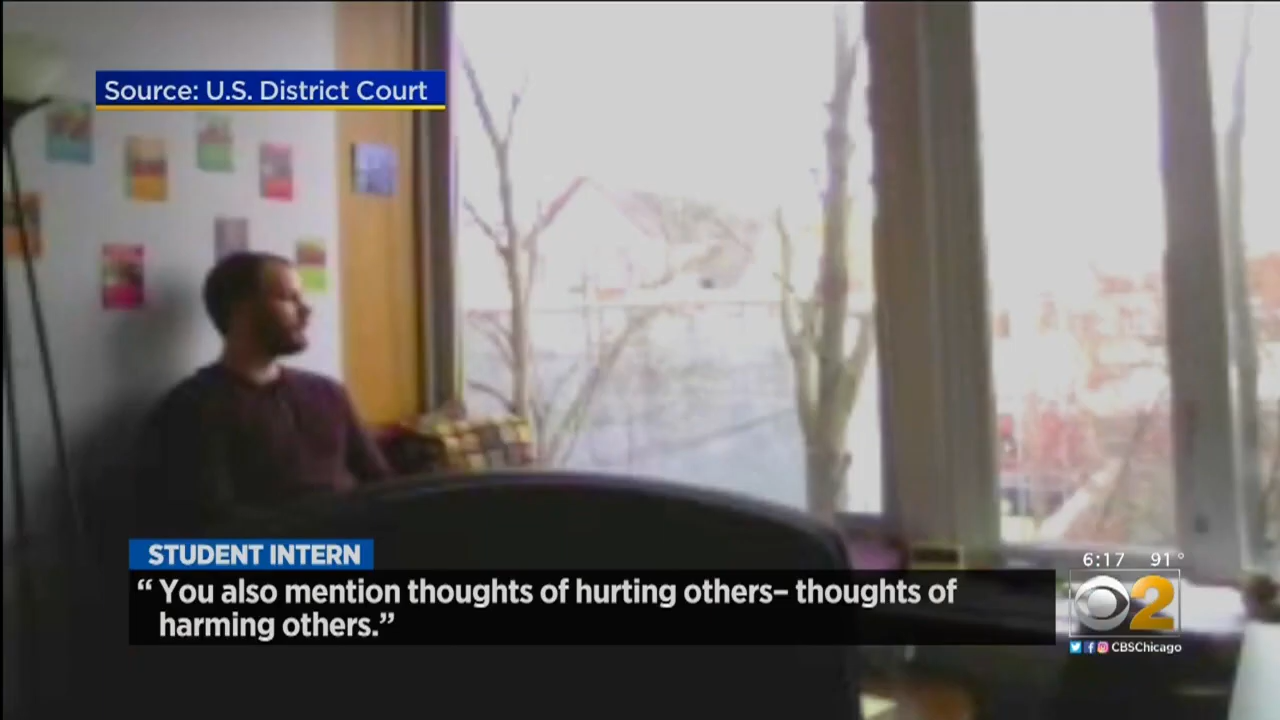 Source: U.S. District Court
STUDENT INTERN
“ You also mention thoughts of hurting others– thoughts of
harming others.”
6:17 91°
2
CBSChicago